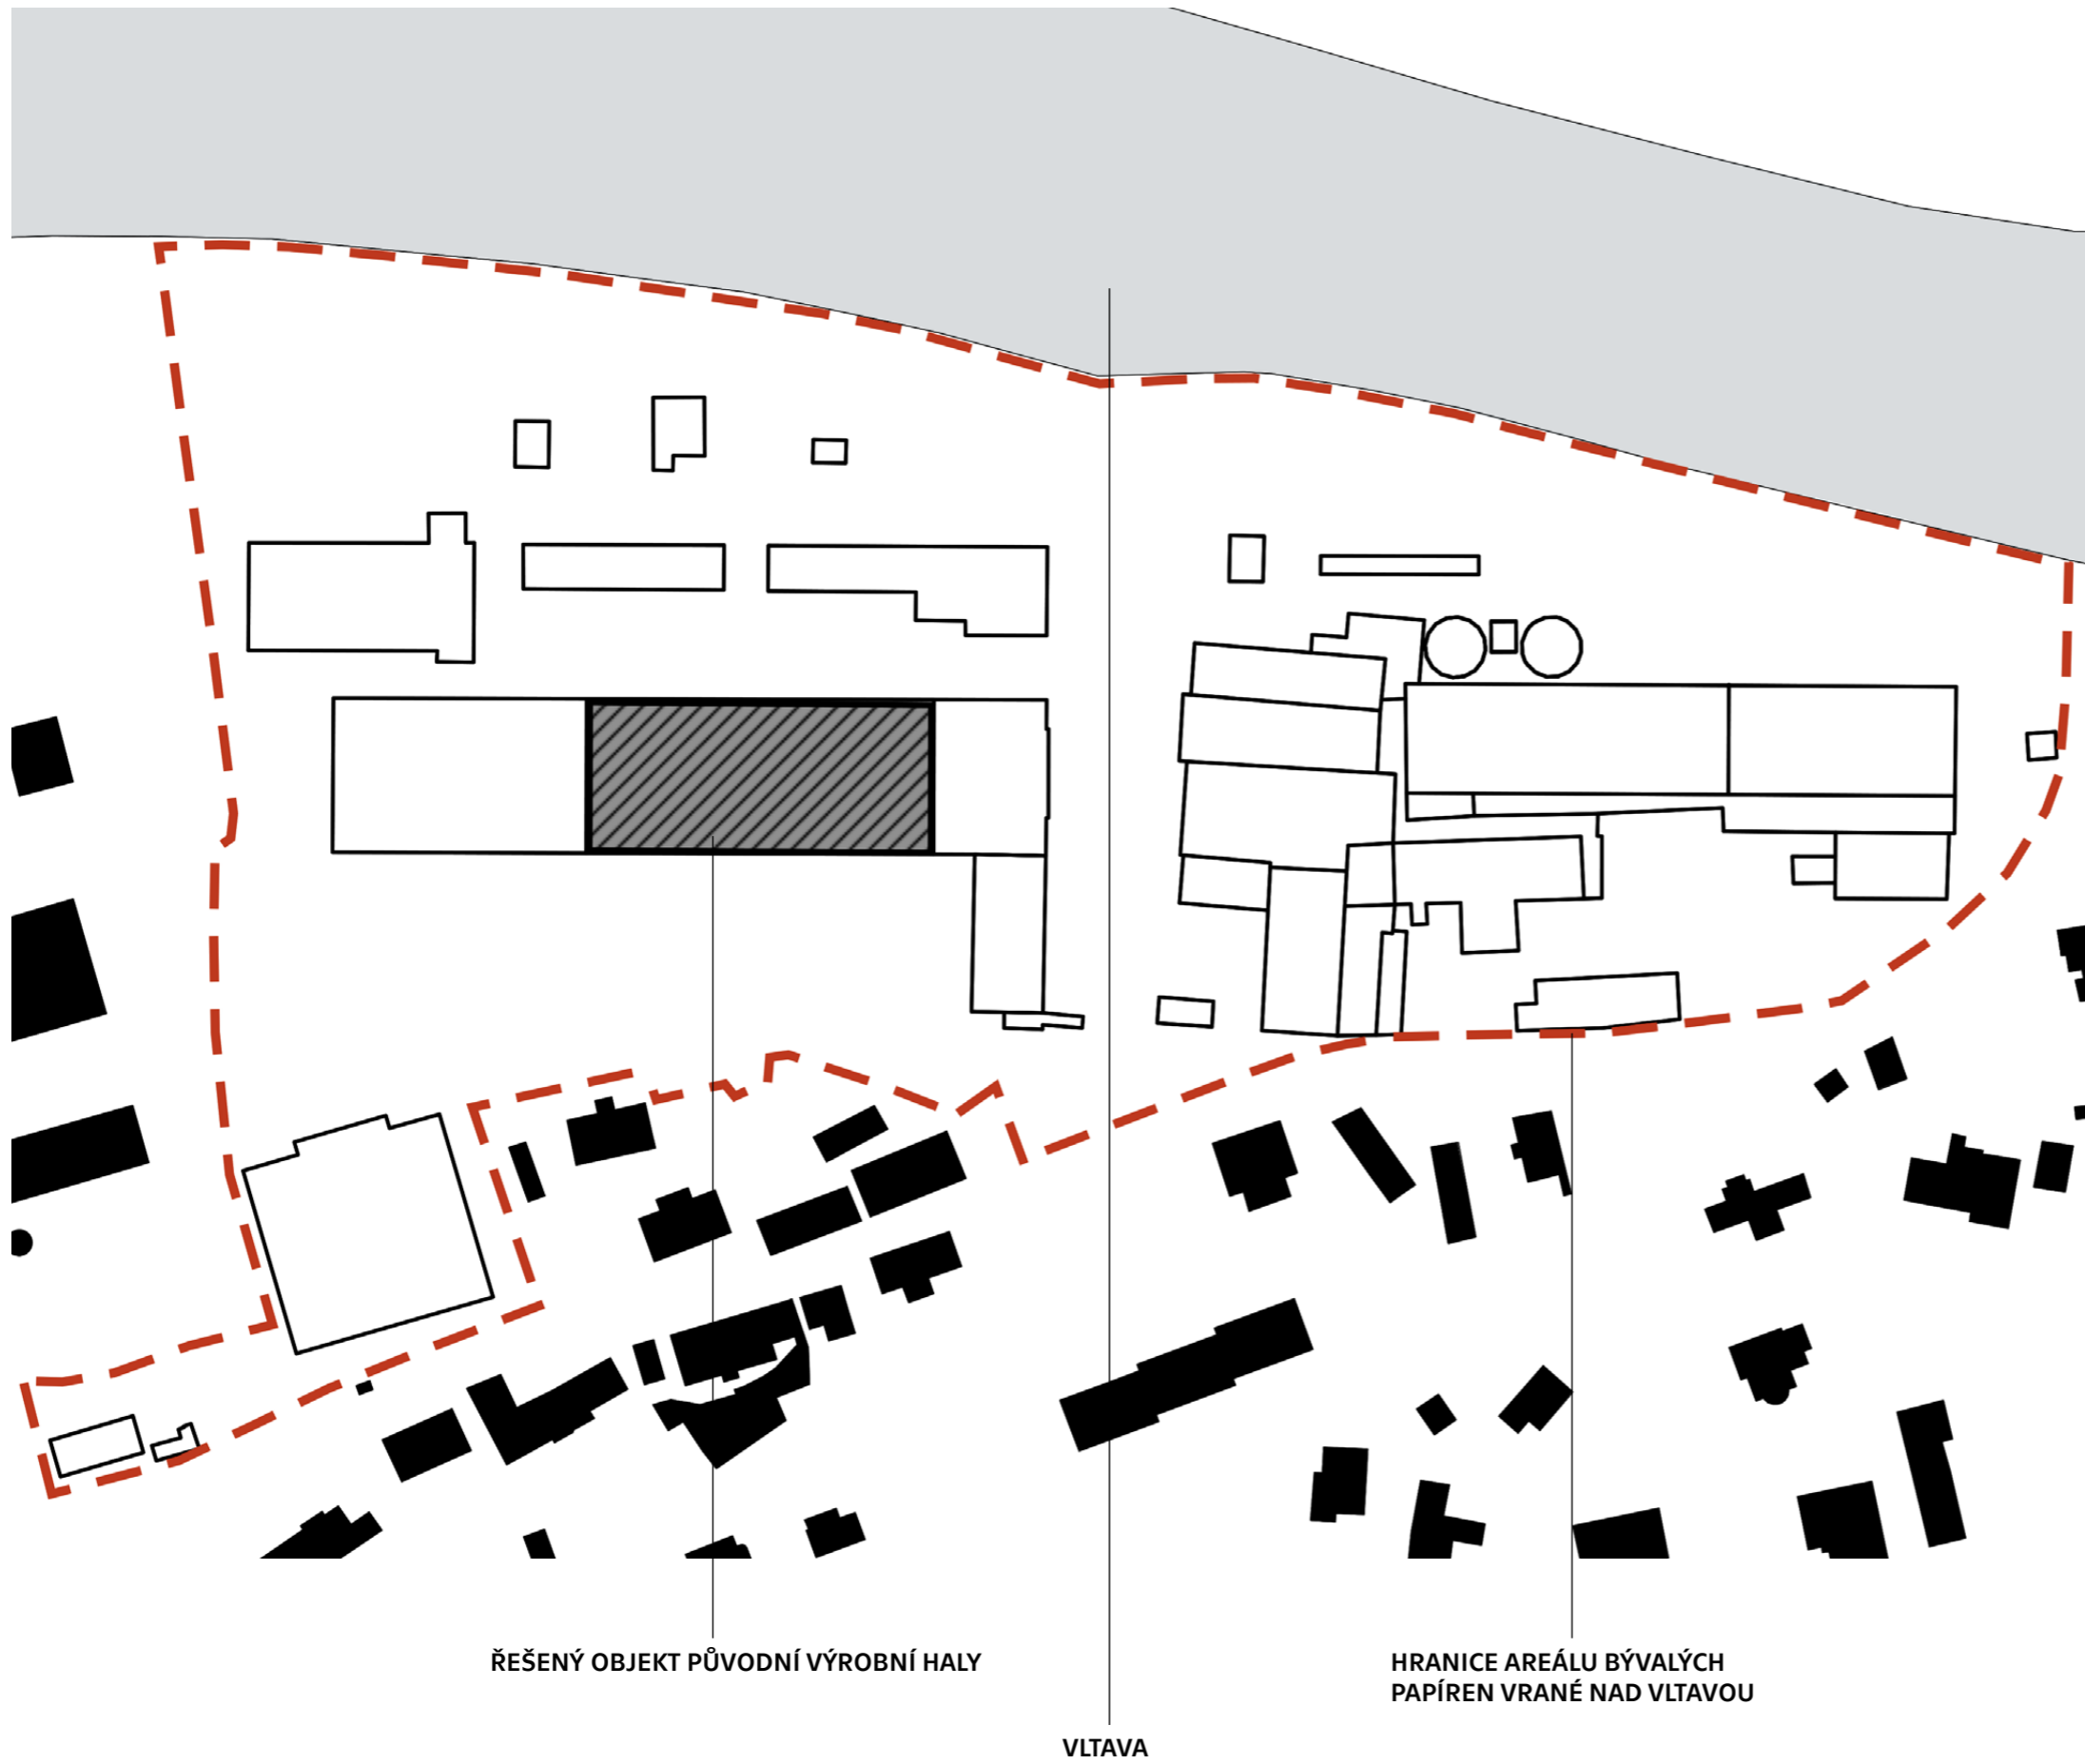 ŘEŠENÝ OBJEKT PŮVODNÍ VÝROBNÍ HALY
HRANICE AREÁLU BÝVALÝCH
PAPÍREN VRANÉ NAD VLTAVOU
VLTAVA